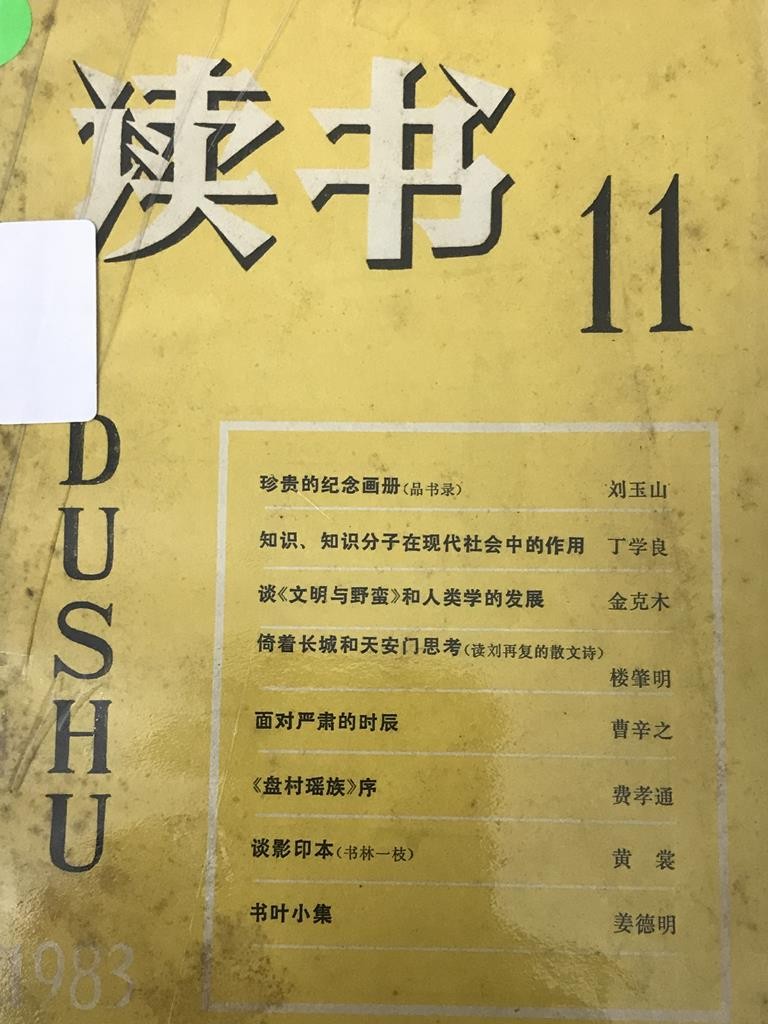 读书
11
DUSHU
珍贵的纪念画册(品书录) 刘玉山
知识、知识分子在现代社会中的作用 丁学良
谈《文明与野蛮》和人类学的发展 金克木
倚着长城和天安门思考(读刘再复的散文诗)
楼肇明
面对严肃的时辰 曹辛之
《盘村瑶族》序 费孝通
谈影印本(书林一枝) 黄 裳
书叶小集 姜德明
1983